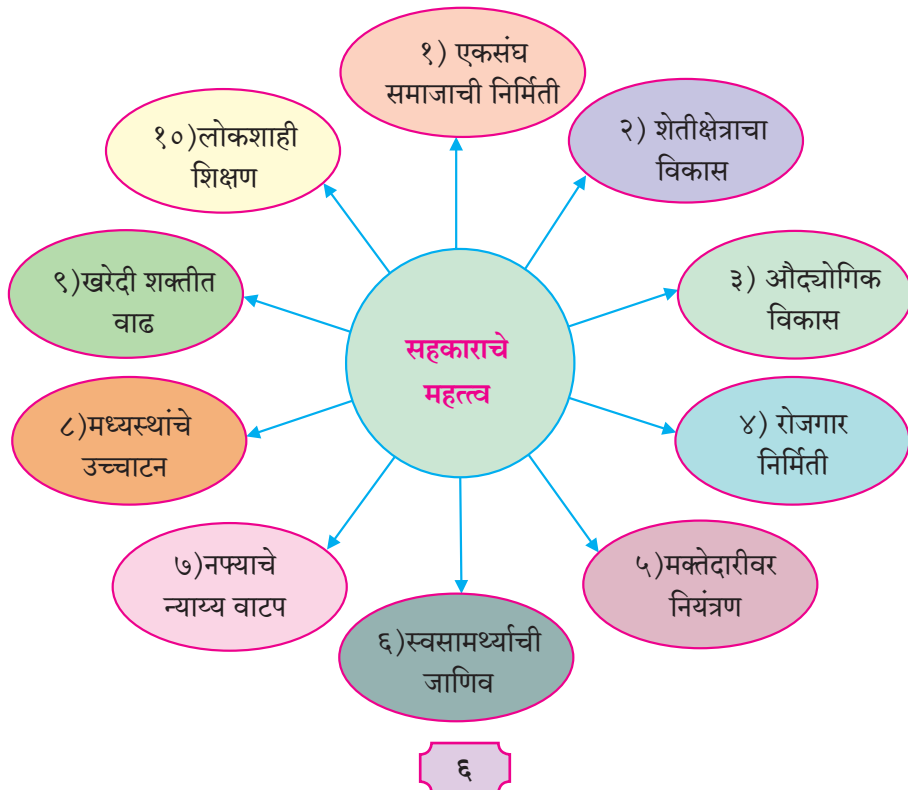 १) एकसंघ
समाजाची निर्मिती
२) शेतीक्षेत्राचा
विकास
३) औद्योगिक
विकास
४) रोजगार
निर्मिती
५)मक्तेदारीवर
नियंत्रण
६)स्वसामर्थ्याची
जाणिव
७)नफ्याचे
न्याय्य वाटप
८)मध्यस्थांचे
उच्चाटन
९)खरेदी शक्तीत
वाढ
१०)लोकशाही
शिक्षण
सहकाराचे
महत्त्व
६